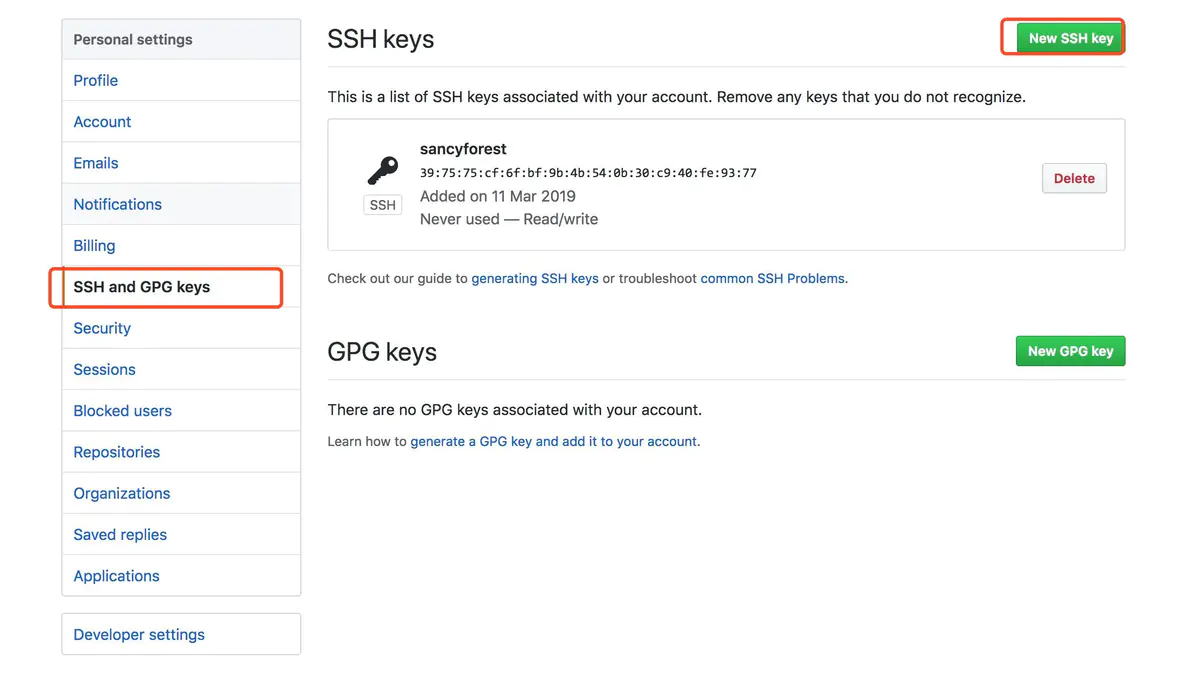 Personal settings
Profile
Account
Emails
Notifications
Billing
SSH and GPG keys
Security
Sessions
Blocked users
Repositories
Organizations
Saved replies
Applications
Developer settings
SSH keys
New SSH key
This is a list of SSH keys associated with your account. Remove any keys that you do not recognize.
sancyforest
39:75:75:cf:6f:bf:9b:4b:54:0b:30:c9:40:fe:93:77
Added on 11 Mar 2019
Never used — Read/write
SSH
Delete
Check out our guide to generating SSH keys or troubleshoot common SSH Problems.
GPG keys
New GPG key
There are no GPG keys associated with your account.
Learn how to generate a GPG key and add it to your account.